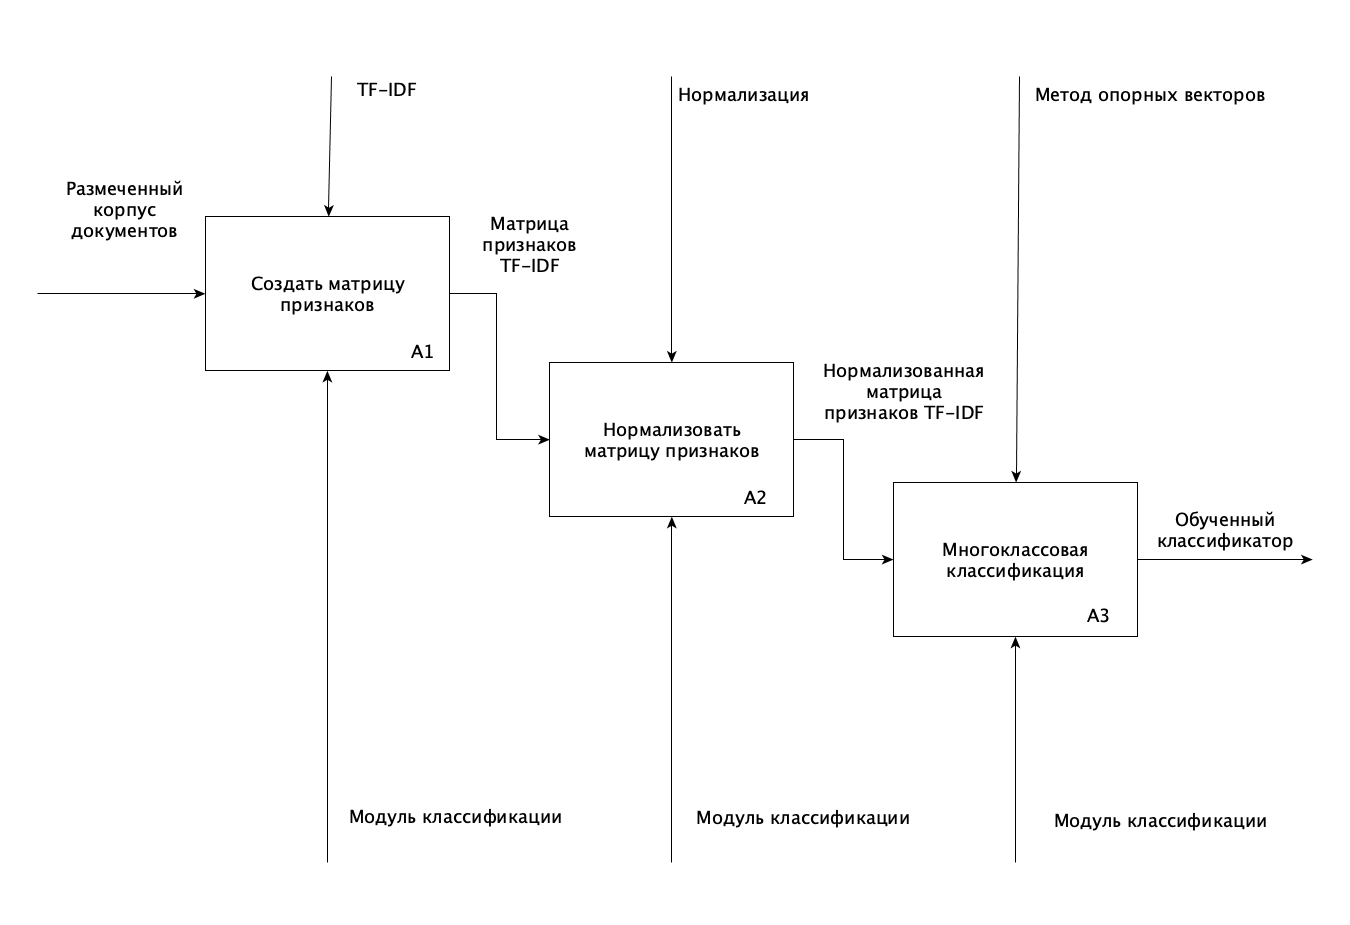 TF-IDF
Нормализация
Метод опорных векторов
Размеченный
корпус
документов
Матрица
признаков
TF-IDF
Создать матрицу
признаков
A1
Нормализованная
матрица
признаков TF-IDF
Нормализовать
матрицу признаков
A2
Обученный
классификатор
Многоклассовая
классификация
A3
Модуль классификации
Модуль классификации
Модуль классификации